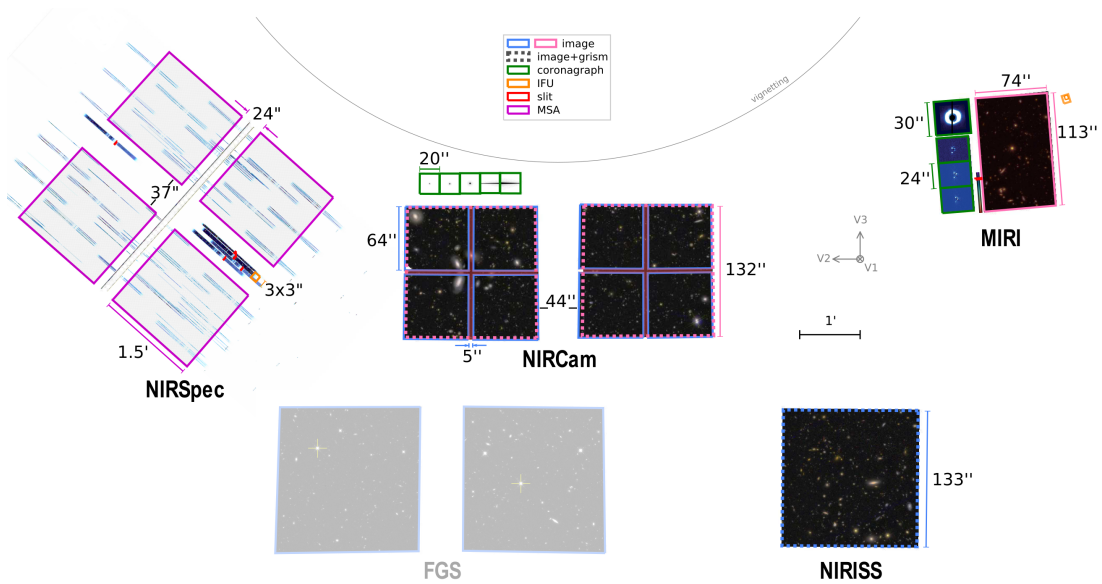 image
image+grism
coronagraph
IFU
slit
MSA
vignetting
24"
37"
3x3"
1.5'
NIRSpec
20''
64''
44''
132''
5''
NIRCam
74''
30''
113''
24''
MIRI
V3
V2
V1
1'
FGS
133''
NIRISS